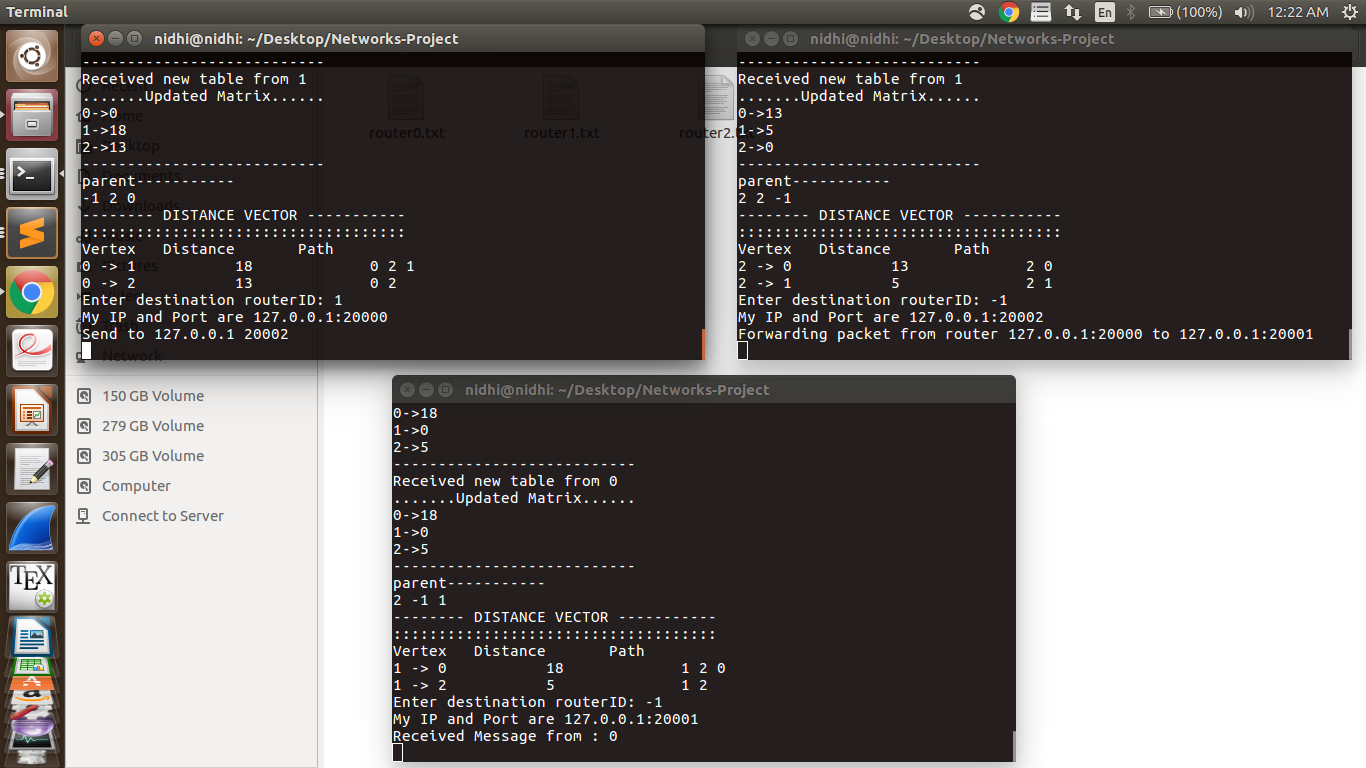 Terminal
En
(100%)
12:22 AM
nidhi@nidhi: ~/Desktop/Networks-Project
---------------------------
Received new table from 1
.......Updated Matrix......
0->0
1->18
2->13
---------------------------
parent-----------
-1 2 0
-------- DISTANCE VECTOR -----------
::::::::::::::::::::::::::::::::::::
Vertex Distance Path
0 -> 1 18 0 2 1
0 -> 2 13 0 2
Enter destination routerID: 1
My IP and Port are 127.0.0.1:20000
Send to 127.0.0.1 20002
router0.txt
router1.txt
router2.t
nidhi@nidhi: ~/Desktop/Networks-Project
---------------------------
Received new table from 1
.......Updated Matrix......
0->13
1->5
2->0
---------------------------
parent-----------
2 2 -1
-------- DISTANCE VECTOR -----------
::::::::::::::::::::::::::::::::::::
Vertex Distance Path
2 -> 0 13 2 0
2 -> 1 5 2 1
Enter destination routerID: -1
My IP and Port are 127.0.0.1:20002
Forwarding packet from router 127.0.0.1:20000 to 127.0.0.1:20001
Downloads
Network
150 GB Volume
279 GB Volume
305 GB Volume
Computer
Connect to Server
nidhi@nidhi: ~/Desktop/Networks-Project
0->18
1->0
2->5
---------------------------
Received new table from 0
.......Updated Matrix......
0->18
1->0
2->5
---------------------------
parent-----------
2 -1 1
-------- DISTANCE VECTOR -----------
::::::::::::::::::::::::::::::::::::
Vertex Distance Path
1 -> 0 18 1 2 0
1 -> 2 5 1 2
Enter destination routerID: -1
My IP and Port are 127.0.0.1:20001
Received Message from : 0
TEX